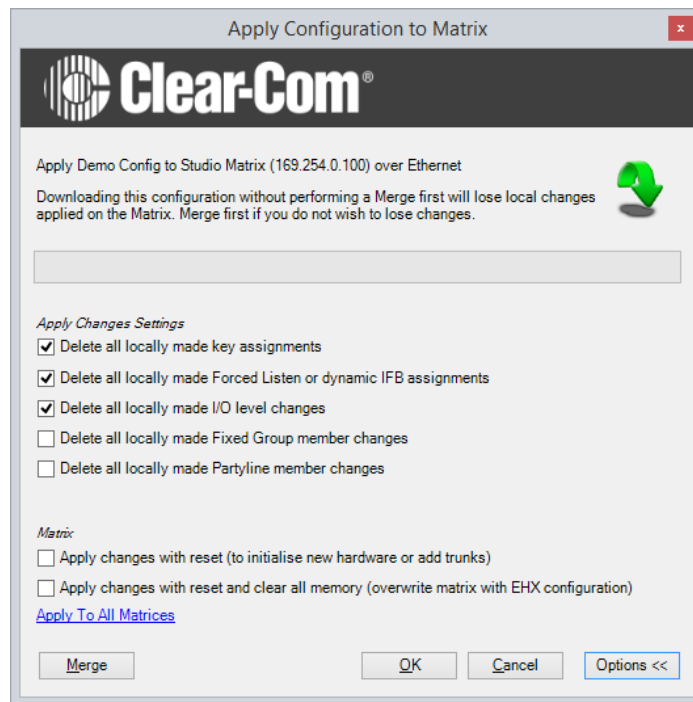 Apply Configuration to Matrix
x
Clear-Com®
Apply Demo Config to Studio Matrix (169.254.0.100) over Ethernet
Downloading this configuration without performing a Merge first will lose local changes
applied on the Matrix. Merge first if you do not wish to lose changes.
Apply Changes Settings
Delete all locally made key assignments
Delete all locally made Forced Listen or dynamic IFB assignments
Delete all locally made I/O level changes
Delete all locally made Fixed Group member changes
Delete all locally made Partyline member changes
Matrix
Apply changes with reset (to initialise new hardware or add trunks)
Apply changes with reset and clear all memory (overwrite matrix with EHX configuration)
Apply To All Matrices
Merge OK Cancel Options <<